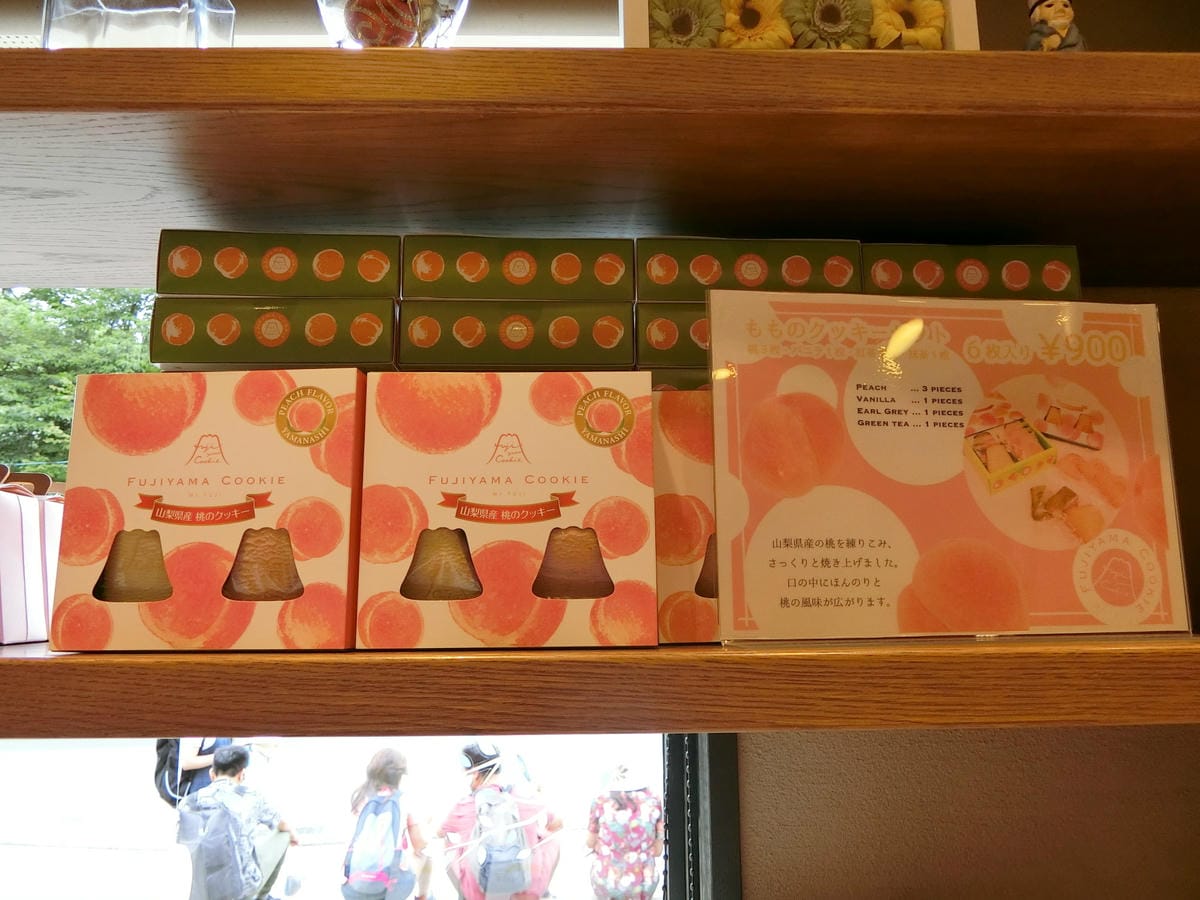 PEACH FLAVOR
YAMANASHI
Fuji
Cookie
FUJIYAMA COOKIE
MT. FUJI
山梨県産 桃のクッキー
PEACH FLAVOR
YAMANASHI
Fuji
Cookie
FUJIYAMA COOKIE
MT. FUJI
山梨県産 桃のクッキー
もものクッキー
6枚入り ¥900
PEACH ... 3 PIECES
VANILLA ... 1 PIECES
EARL GREY ... 1 PIECES
GREEN TEA ... 1 PIECES
山梨県産の桃を練りこみ、
さっくりと焼き上げました。
口の中にほんのりと
桃の風味が広がります。
FUJIYAMA COOKIE